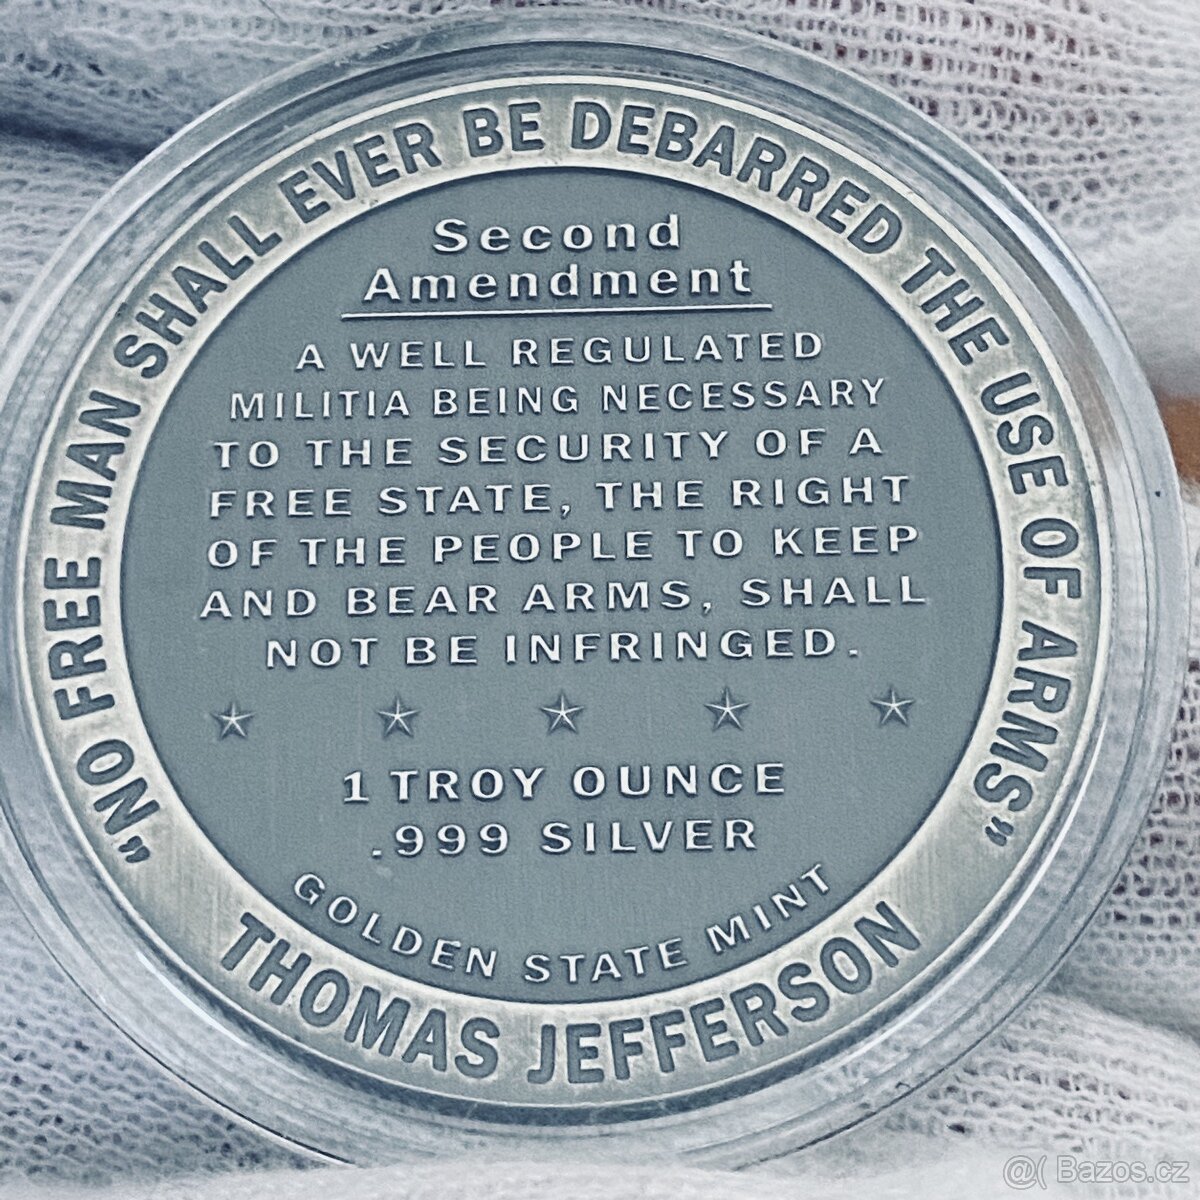 "NO FREE MAN SHALL EVER BE DEBARRED THE USE OF ARMS"
Second
Amendment
A WELL REGULATED
MILITIA BEING NECESSARY
TO THE SECURITY OF A
FREE STATE, THE RIGHT
OF THE PEOPLE TO KEEP
AND BEAR ARMS, SHALL
NOT BE INFRINGED.
1 TROY OUNCE
.999 SILVER
GOLDEN STATE MINT
THOMAS JEFFERSON
@( Bazos.cz